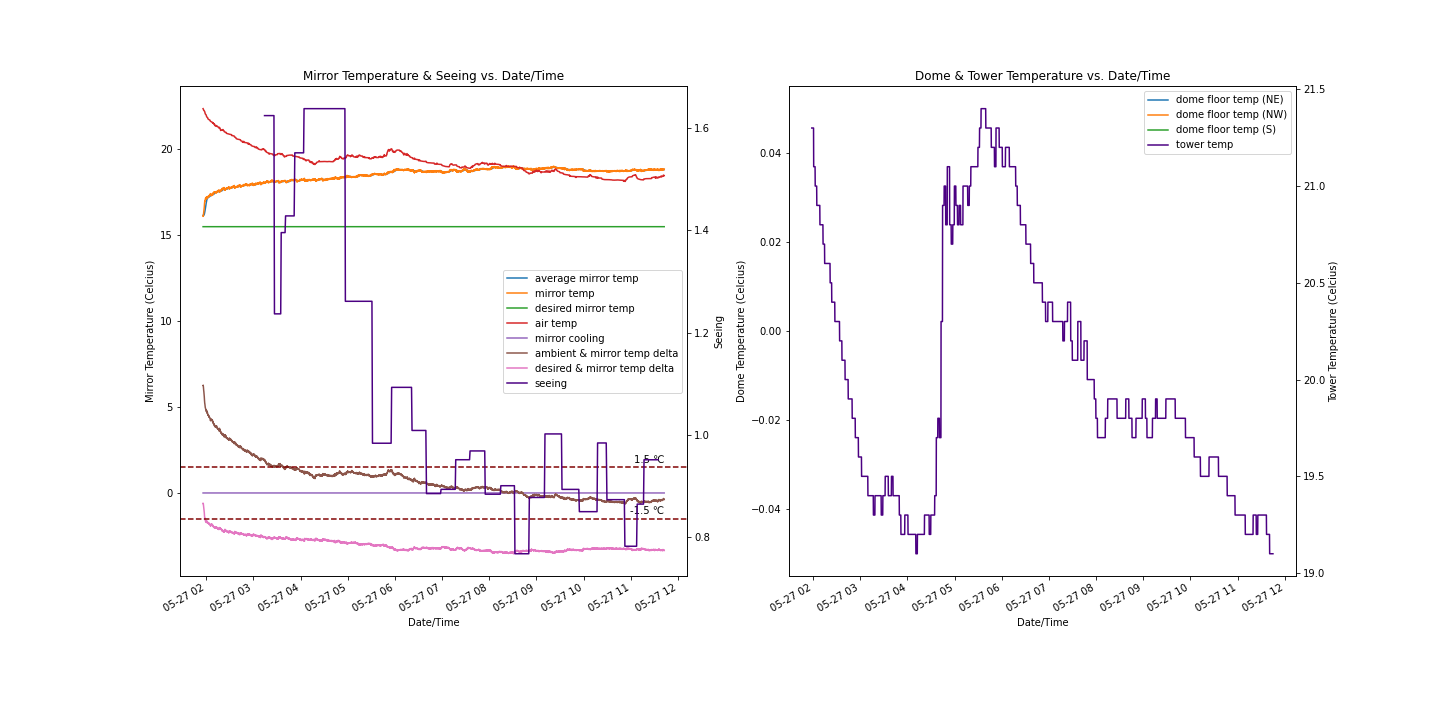 Mirror Temperature & Seeing vs. Date/Time
Mirror Temperature (Celcius)
20
15
10
5
0
1.6
1.4
1.2
1.0
0.8
Seeing
average mirror temp
mirror temp
desired mirror temp
air temp
mirror cooling
ambient & mirror temp delta
desired & mirror temp delta
seeing
1.5 °C
-1.5 °C
05-27 02
05-27 03
05-27 04
05-27 05
05-27 06
05-27 07
05-27 08
05-27 09
05-27 10
05-27 11
05-27 12
Date/Time
Dome & Tower Temperature vs. Date/Time
Dome Temperature (Celcius)
0.04
0.02
0.00
−0.02
−0.04
21.5
21.0
20.5
20.0
19.5
19.0
Tower Temperature (Celcius)
dome floor temp (NE)
dome floor temp (NW)
dome floor temp (S)
tower temp
05-27 02
05-27 03
05-27 04
05-27 05
05-27 06
05-27 07
05-27 08
05-27 09
05-27 10
05-27 11
05-27 12
Date/Time